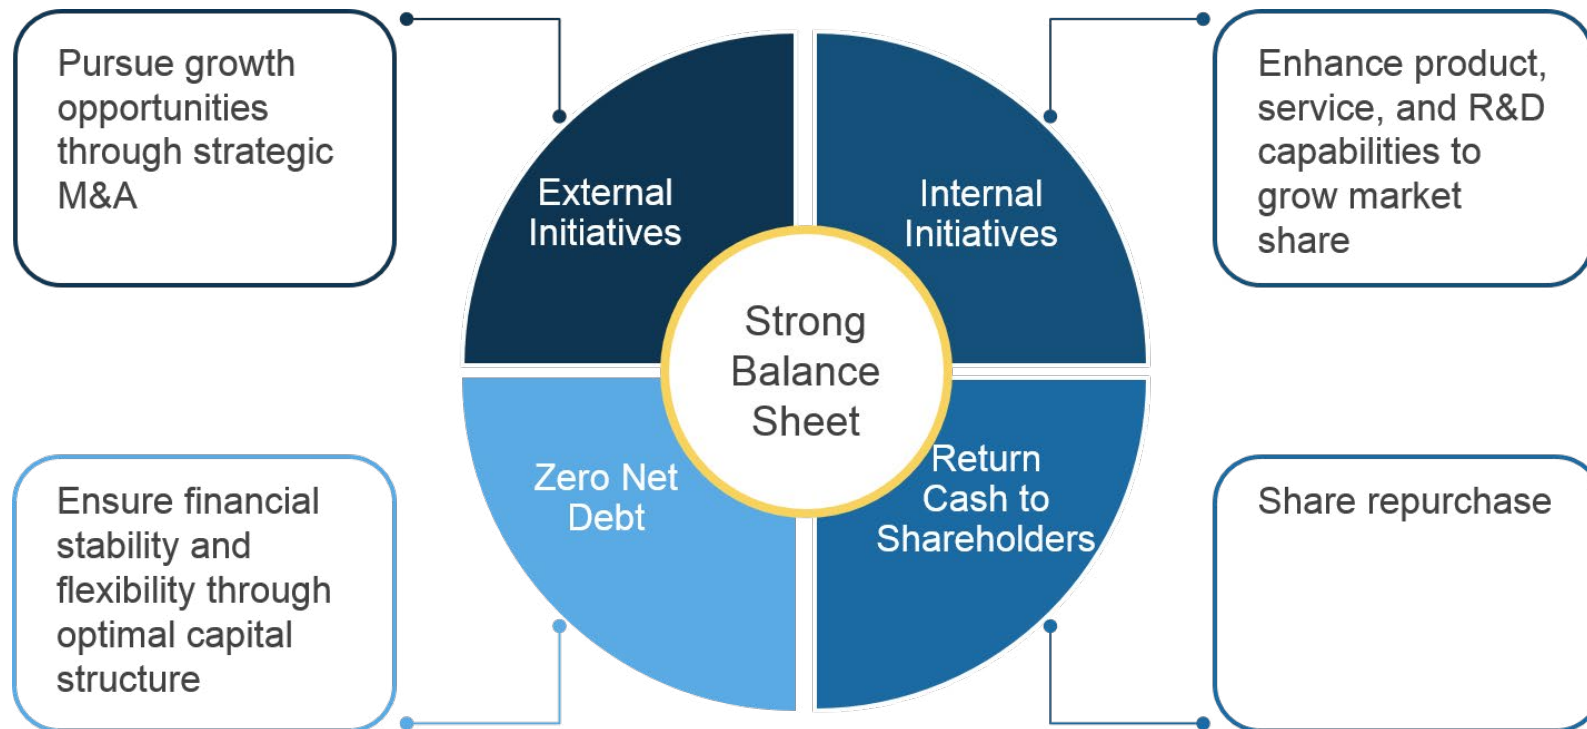 Pursue growth
opportunities
through strategic
M&A
External
Initiatives
Internal
Initiatives
Enhance product,
service, and R&D
capabilities to
grow market
share
Strong
Balance
Sheet
Ensure financial
stability and
flexibility through
optimal capital
structure
Zero Net
Debt
Return
Cash to
Shareholders
Share repurchase